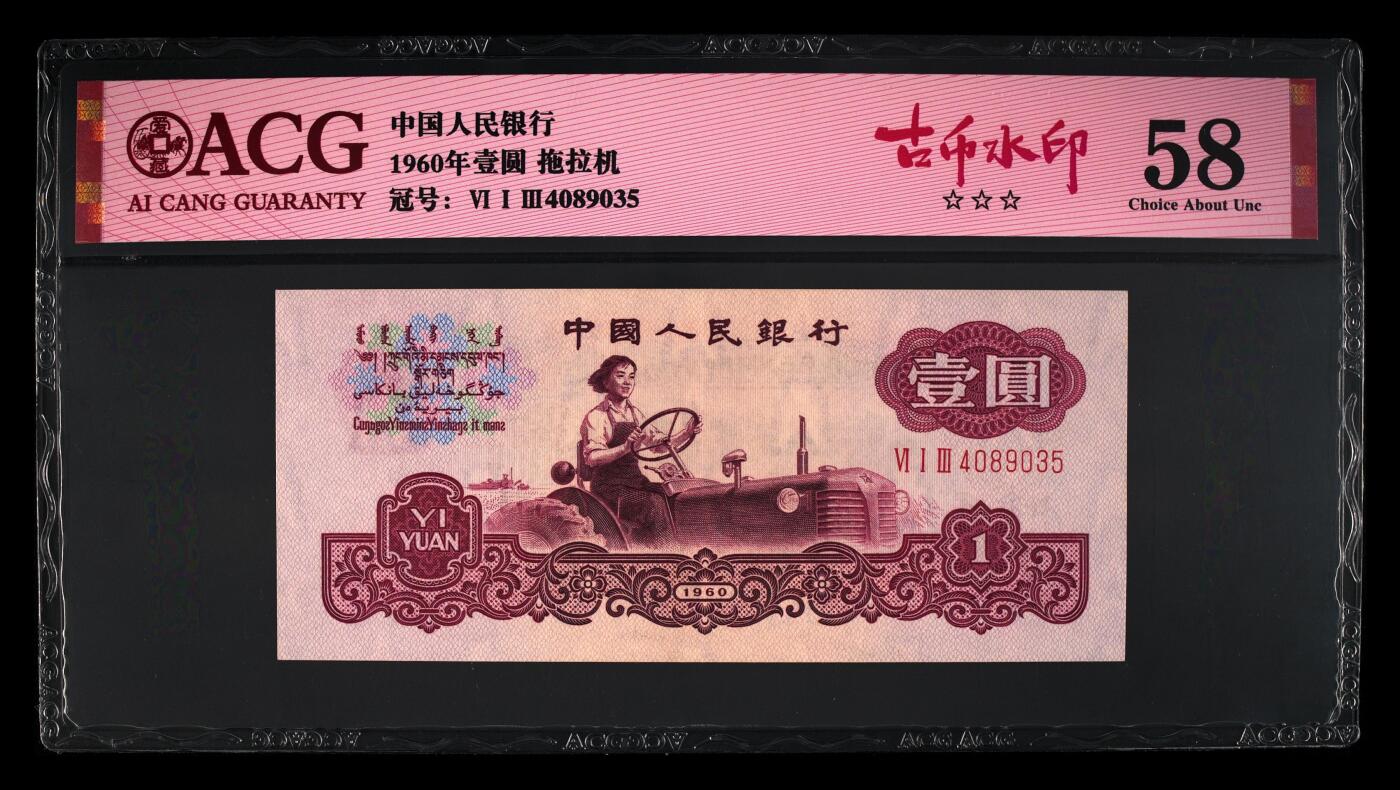 ACG
AI CANG GUARANTY
中国人民银行
1960年壹圆 拖拉机
冠号：Ⅵ Ⅰ Ⅲ4089035
古币水印
☆☆☆
58
Choice About Unc
中國人民銀行
壹圓
Ⅵ Ⅰ Ⅲ 4089035
YI
YUAN
1
1960